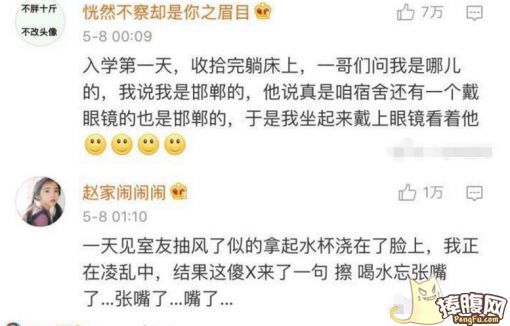 不胖十斤
不改头像
恍然不察却是你之眉目
7万
5-8 00:09
入学第一天，收拾完躺床上，一哥们问我是哪儿
的，我说我是邯郸的，他说真是咱宿舍还有一个戴
眼镜的也是邯郸的，于是我坐起来戴上眼镜看着他
赵家闹闹闹
1万
5-8 01:10
一天见室友抽风了似的拿起水杯浇在了脸上，我正
在凌乱中，结果这傻X来了一句 擦 喝水忘张嘴
了...张嘴了...嘴了...
捧腹网
PengFu.com